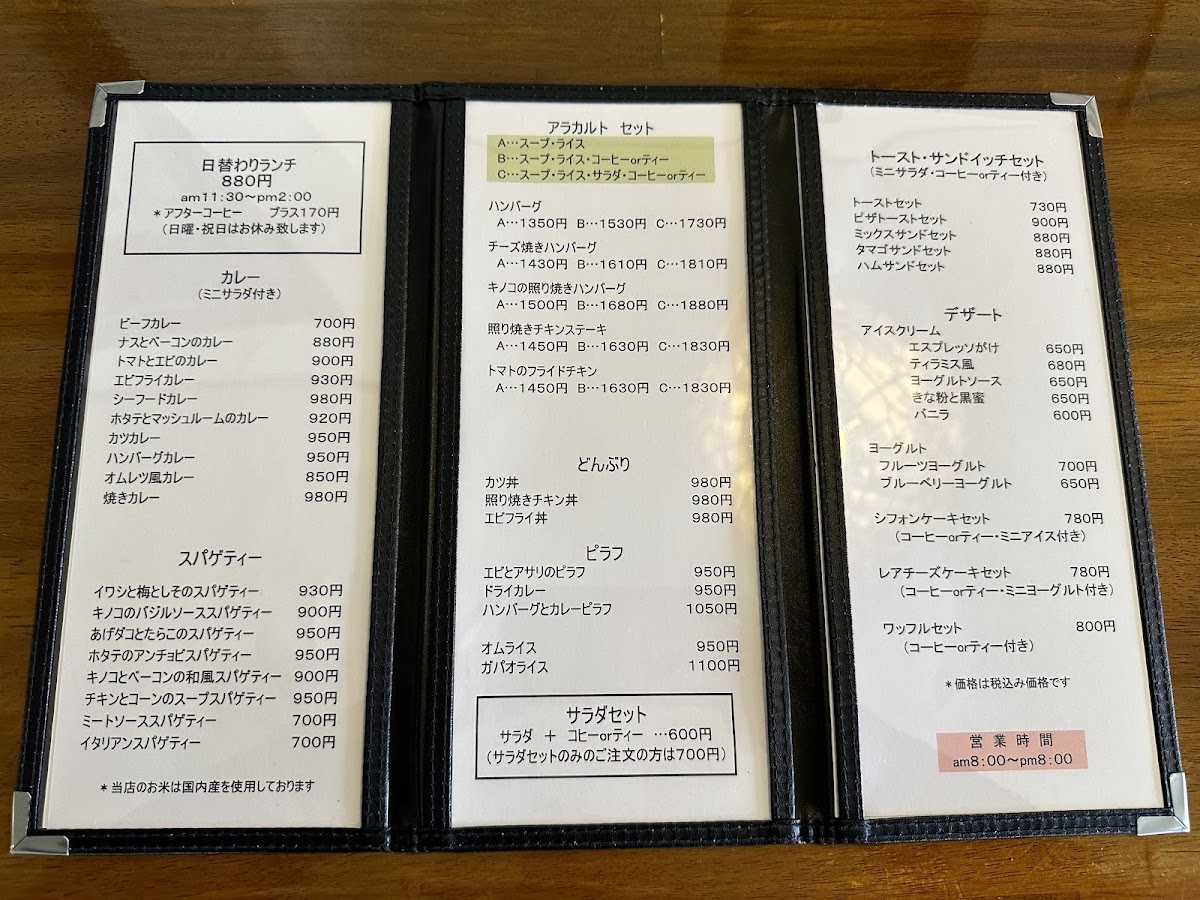 日替わりランチ
880円
am11:30~pm2:00
*アフターコーヒー プラス170円
(日曜・祝日はお休み致します)
カレー
(ミニサラダ付き)
ビーフカレー 700円
ナスとベーコンのカレー 880円
トマトとエビのカレー 900円
エビフライカレー 930円
シーフードカレー 980円
ホタテとマッシュルームのカレー 920円
カツカレー 950円
ハンバーグカレー 950円
オムレツ風カレー 850円
焼きカレー 980円
スパゲティー
イワシと梅としそのスパゲティー 930円
キノコのバジルソーススパゲティー 900円
あげダコとたらこのスパゲティー 950円
ホタテのアンチョビスパゲティー 950円
キノコとベーコンの和風スパゲティー 900円
チキンとコーンのスープスパゲティー 950円
ミートソーススパゲティー 700円
イタリアンスパゲティー 700円
*当店のお米は国内産を使用しております
アラカルト セット
A…スープ・ライス
B…スープ・ライス・コーヒーorティー
C…スープ・ライス・サラダ・コーヒーorティー
ハンバーグ
A…1350円 B…1530円 C…1730円
チーズ焼きハンバーグ
A…1430円 B…1610円 C…1810円
キノコの照り焼きハンバーグ
A…1500円 B…1680円 C…1880円
照り焼きチキンステーキ
A…1450円 B…1630円 C…1830円
トマトのフライドチキン
A…1450円 B…1630円 C…1830円
どんぶり
カツ丼 980円
照り焼きチキン丼 980円
エビフライ丼 980円
ピラフ
エビとアサリのピラフ 950円
ドライカレー 950円
ハンバーグとカレーピラフ 1050円
オムライス 950円
ガパオライス 1100円
サラダセット
サラダ + コヒーorティー …600円
(サラダセットのみのご注文の方は700円)
トースト・サンドイッチセット
(ミニサラダ・コーヒーorティー付き)
トーストセット 730円
ピザトーストセット 900円
ミックスサンドセット 880円
タマゴサンドセット 880円
ハムサンドセット 880円
デザート
アイスクリーム
エスプレッソがけ 650円
ティラミス風 680円
ヨーグルトソース 650円
きな粉と黒蜜 650円
バニラ 600円
ヨーグルト
フルーツヨーグルト 700円
ブルーベリーヨーグルト 650円
シフォンケーキセット 780円
(コーヒーorティー・ミニアイス付き)
レアチーズケーキセット 780円
(コーヒーorティー・ミニヨーグルト付き)
ワッフルセット 800円
(コーヒーorティー付き)
*価格は税込み価格です
営業時間
am8:00~pm8:00